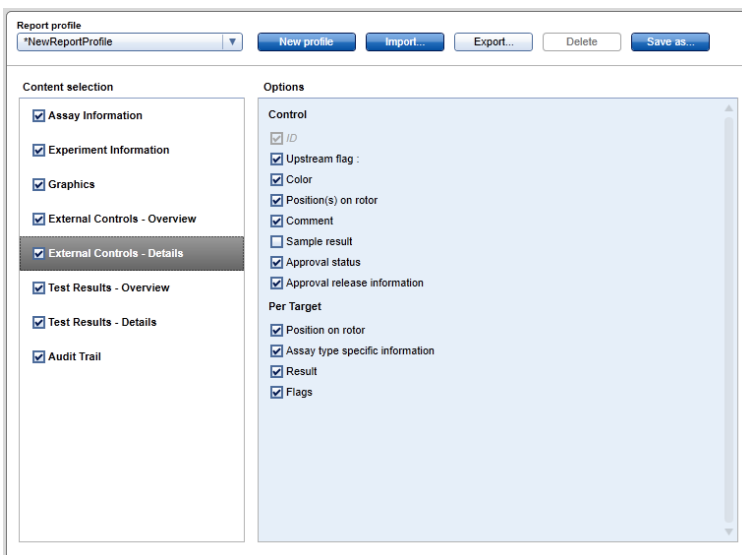 Report profile
*NewReportProfile
New profile
Import...
Export...
Delete
Save as...
Content selection
Assay Information
Experiment Information
Graphics
External Controls - Overview
External Controls - Details
Test Results - Overview
Test Results - Details
Audit Trail
Options
Control
ID
Upstream flag :
Color
Position(s) on rotor
Comment
Sample result
Approval status
Approval release information
Per Target
Position on rotor
Assay type specific information
Result
Flags